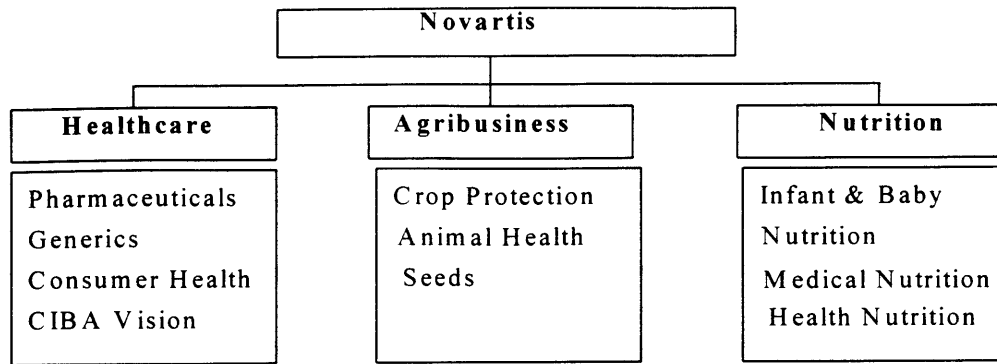 Novartis
Healthcare
Agribusiness
Nutrition
Pharmaceuticals
Generics
Consumer Health
CIBA Vision
Crop Protection
Animal Health
Seeds
Infant & Baby
Nutrition
Medical Nutrition
Health Nutrition